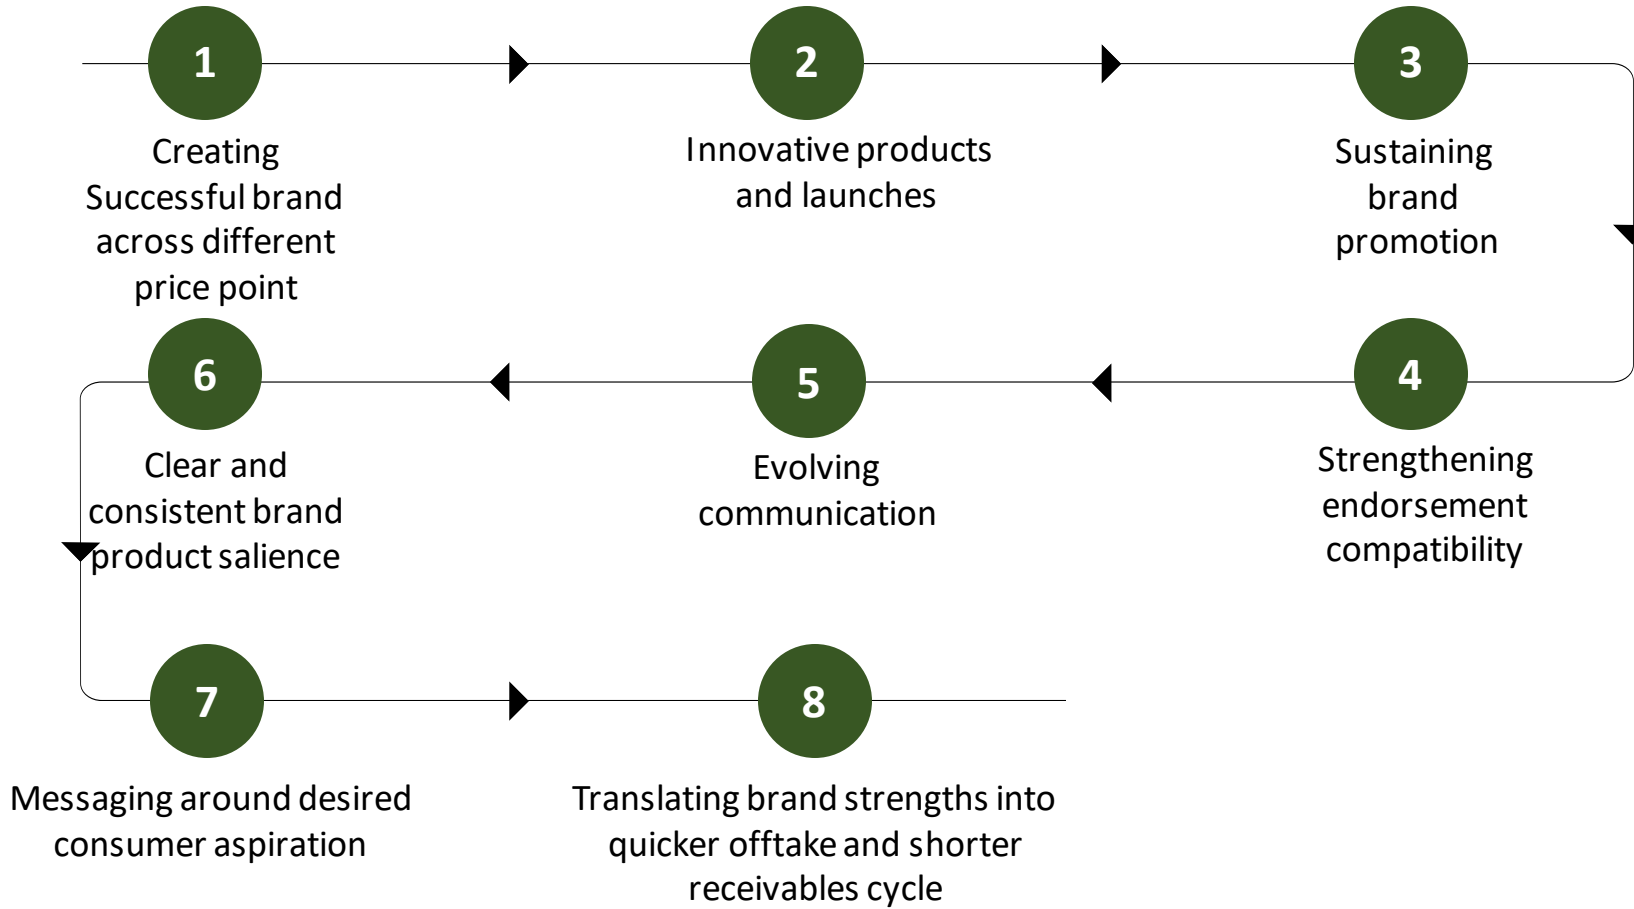 1
Creating
Successful brand
across different
price point
2
Innovative products
and launches
3
Sustaining
brand
promotion
4
Strengthening
endorsement
compatibility
5
Evolving
communication
6
Clear and
consistent brand
product salience
7
Messaging around desired
consumer aspiration
8
Translating brand strengths into
quicker offtake and shorter
receivables cycle